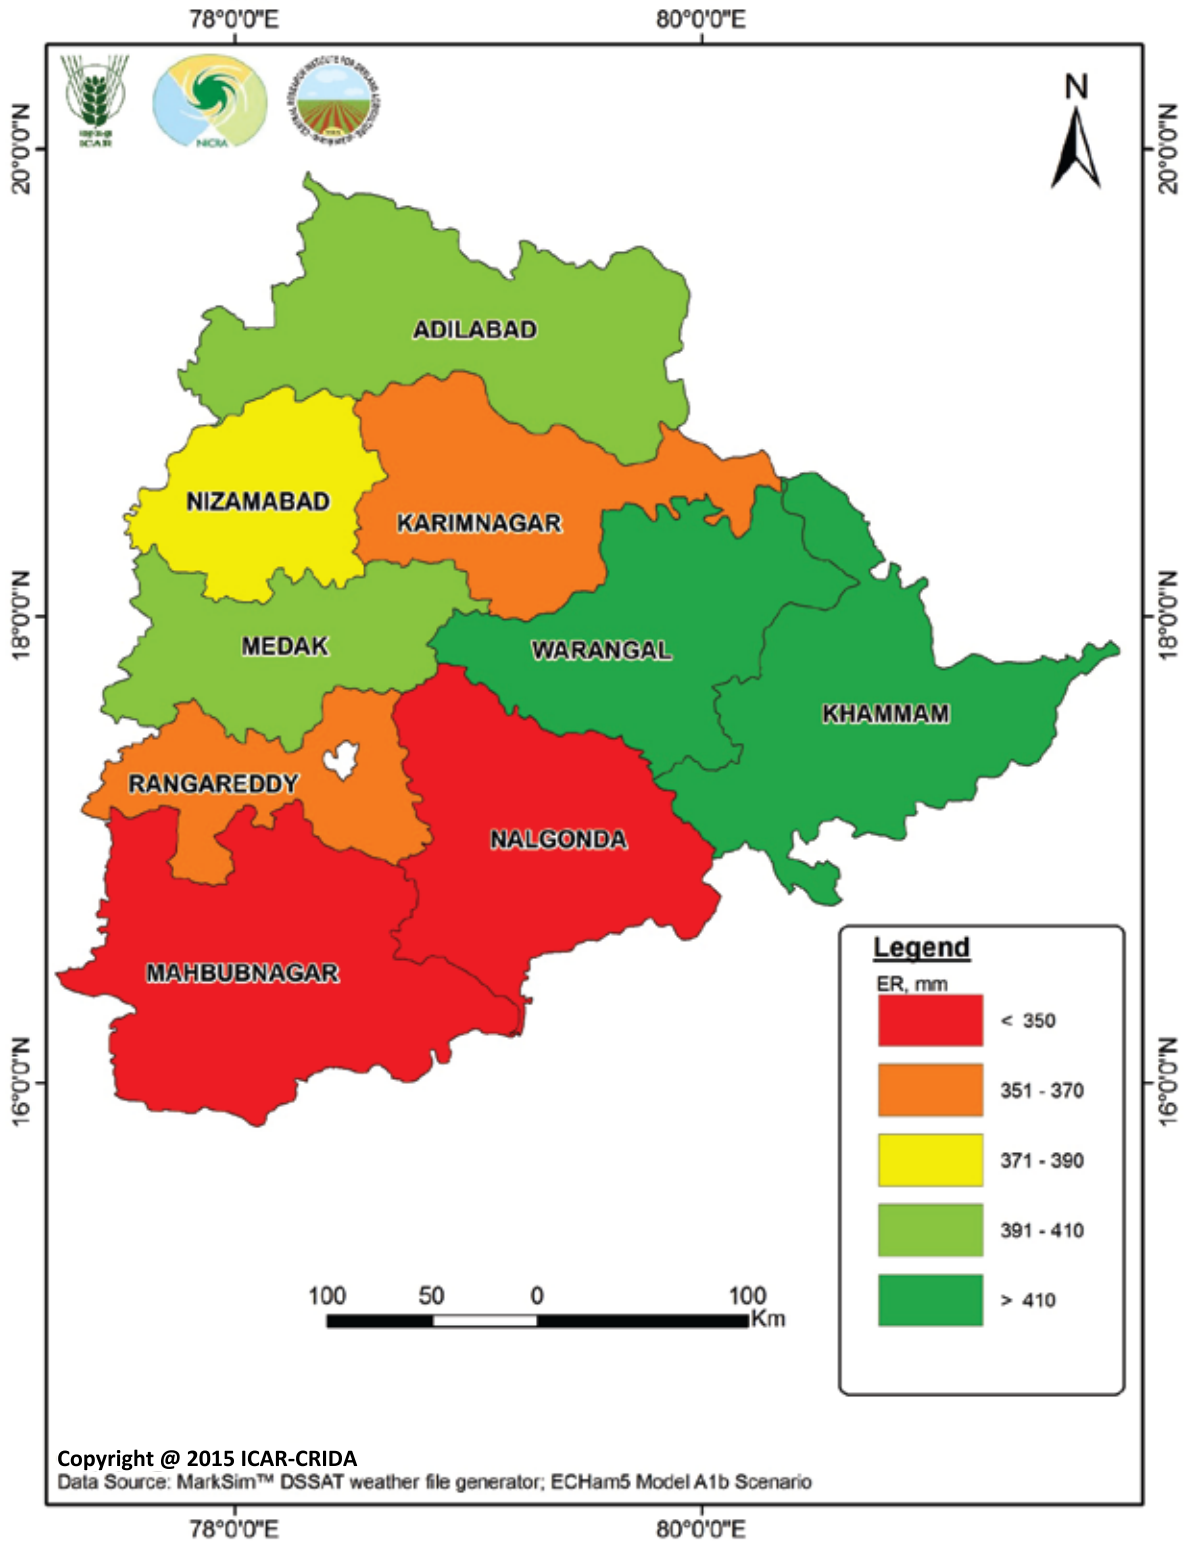 78°0'0"E 80°0'0"E
20°0'0"N 20°0'0"N
N
ICAR
NICRA
ADILABAD
NIZAMABAD
KARIMNAGAR
18°0'0"N 18°0'0"N
MEDAK
WARANGAL
KHAMMAM
RANGAREDDY
NALGONDA
MAHBUBNAGAR
16°0'0"N 16°0'0"N
Legend
ER, mm
< 350
351 - 370
371 - 390
391 - 410
> 410
100 50 0 100
Km
Copyright @ 2015 ICAR-CRIDA
Data Source: MarkSim™ DSSAT weather file generator; ECHam5 Model A1b Scenario
78°0'0"E 80°0'0"E